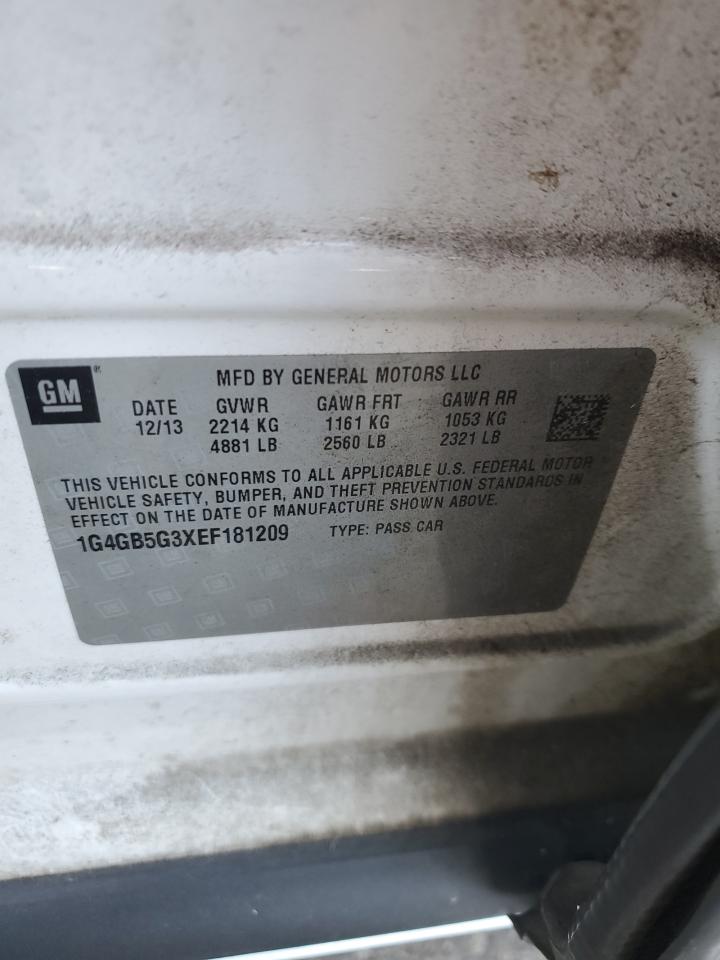 GM®
MFD BY GENERAL MOTORS LLC
DATE GVWR GAWR FRT GAWR RR
12/13 2214 KG 1161 KG 1053 KG
4881 LB 2560 LB 2321 LB
THIS VEHICLE CONFORMS TO ALL APPLICABLE U.S. FEDERAL MOTOR
VEHICLE SAFETY, BUMPER, AND THEFT PREVENTION STANDARDS IN
EFFECT ON THE DATE OF MANUFACTURE SHOWN ABOVE.
1G4GB5G3XEF181209 TYPE: PASS CAR